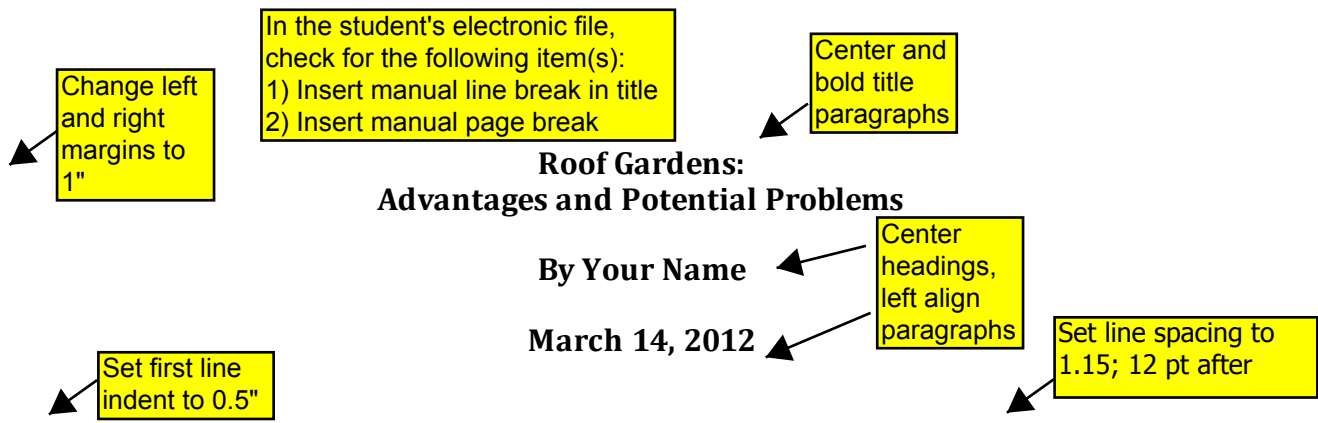 In the student's electronic file,
check for the following item(s):
1) Insert manual line break in title
2) Insert manual page break
Center and
bold title
paragraphs
Change left
and right
margins to
1"
Roof Gardens:
Advantages and Potential Problems
By Your Name
Center
headings,
left align
paragraphs
March 14, 2012
Set line spacing to
1.15; 12 pt after
Set first line
indent to 0.5"